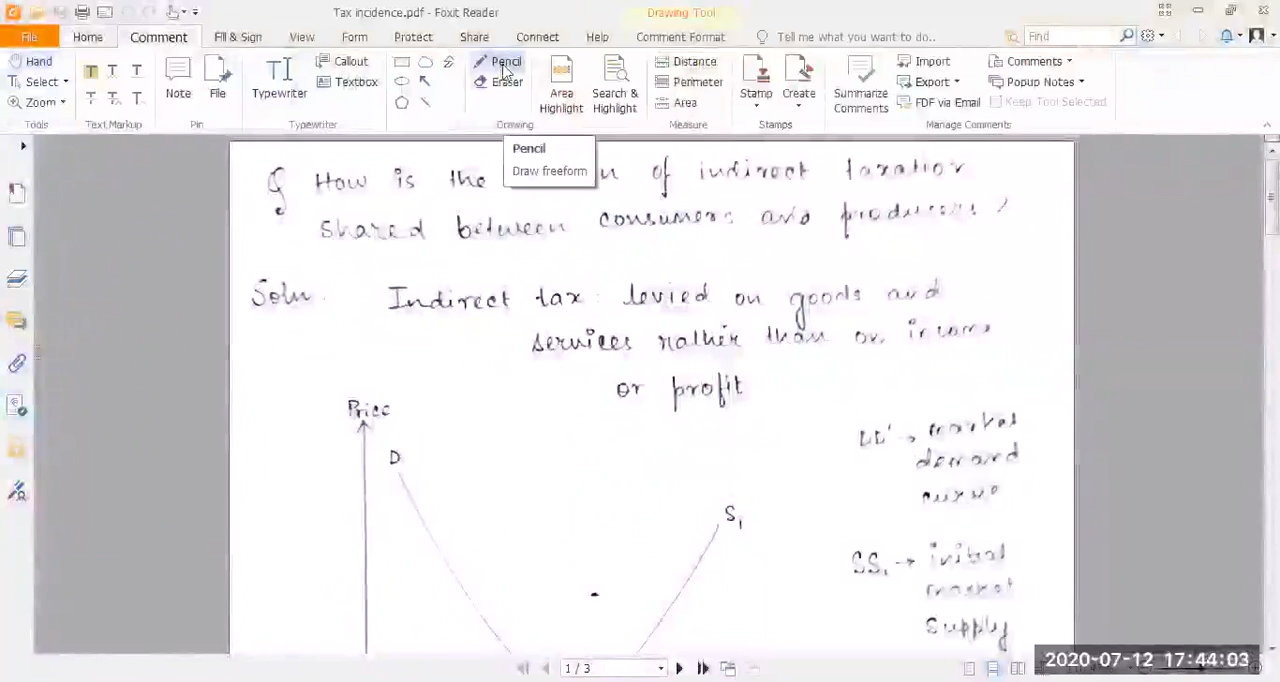 Tax incidence.pdf - Foxit Reader
Drawing Tool
File
Home
Comment
Fill & Sign
View
Form
Protect
Share
Connect
Help
Comment Format
Tell me what you want to do..
Find
Hand
Select
Zoom
Tools
Text Markup
Note
File
Pin
Typewriter
Callout
Textbox
Typewriter
Pencil
Eraser
Area Highlight
Search & Highlight
Drawing
Distance
Perimeter
Area
Measure
Stamp
Create
Stamps
Summarize Comments
Import
Export
FDF via Email
Comments
Popup Notes
Keep Tool Selected
Manage Comments
Pencil
Draw freeform
Q How is the of indirect taxation
shared between consumers and producers
Soln. Indirect tax: levied on goods and
services rather than on income
or profit
Price
D
S1
→ market
demand
curve
SS1 → initial
market
supply
1 / 3
2020-07-12 17:44:03